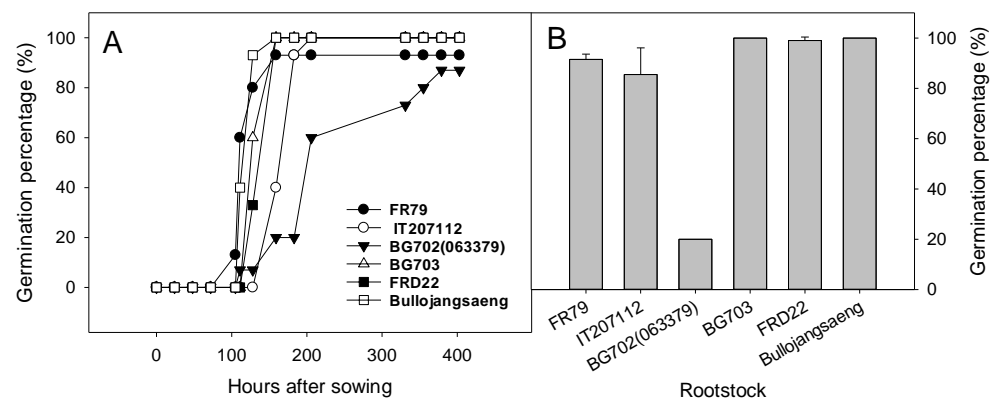 A
Germination percentage (%)
100
80
60
40
20
0
FR79
IT207112
BG702(063379)
BG703
FRD22
Bullojangsaeng
0
100
200
300
400
Hours after sowing
B
100
80
60
40
20
0
Germination percentage (%)
FR79
IT207112
BG702(063379)
BG703
FRD22
Bullojangsaeng
Rootstock